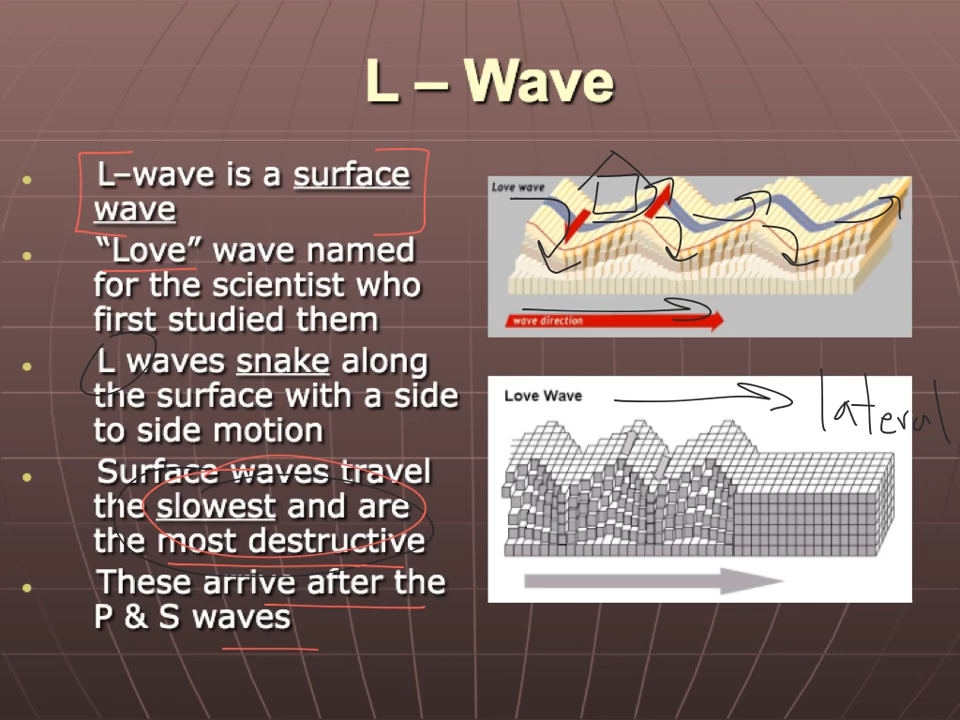 L – Wave
L–wave is a surface
wave
“Love” wave named
for the scientist who
first studied them
L waves snake along
the surface with a side
to side motion
Surface waves travel
the slowest and are
the most destructive
These arrive after the
P & S waves
Love wave
wave direction
Love Wave
lateral